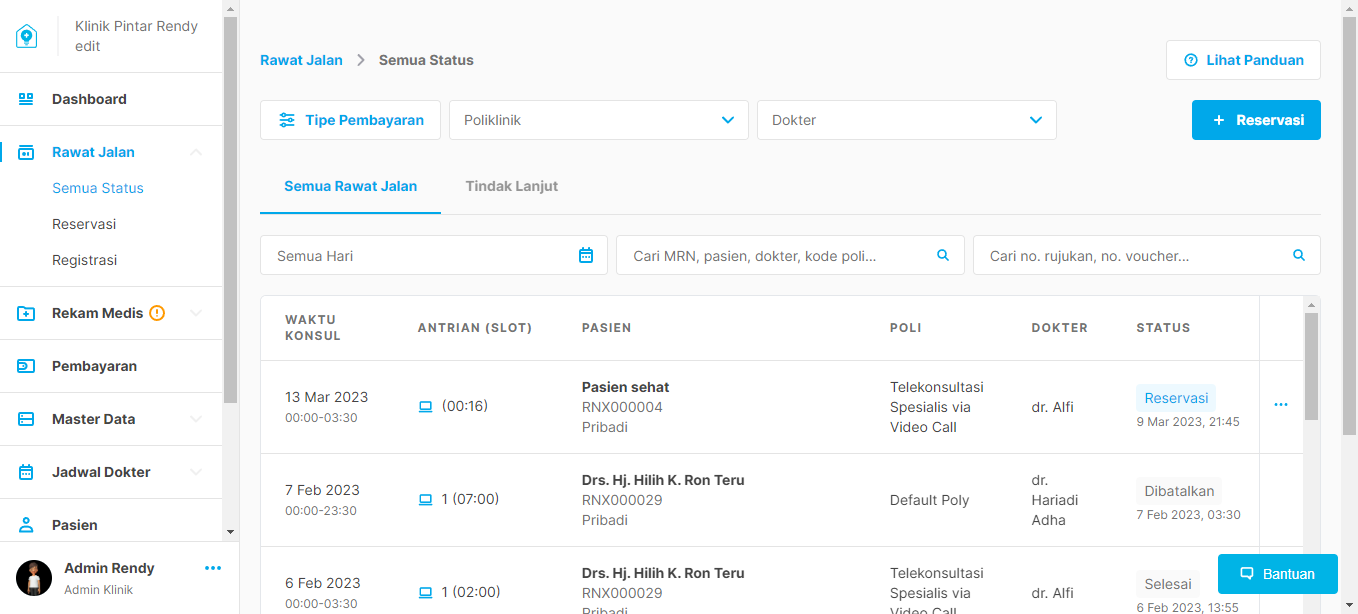 Klinik Pintar Rendy
edit
Dashboard
Rawat Jalan
Semua Status
Reservasi
Registrasi
Rekam Medis
Pembayaran
Master Data
Jadwal Dokter
Pasien
Admin Rendy
Admin Klinik
Rawat Jalan > Semua Status
Lihat Panduan
Tipe Pembayaran
Poliklinik
Dokter
+ Reservasi
Semua Rawat Jalan
Tindak Lanjut
Semua Hari
Cari MRN, pasien, dokter, kode poli...
Cari no. rujukan, no. voucher...
WAKTU
KONSUL
ANTRIAN (SLOT)
PASIEN
POLI
DOKTER
STATUS
13 Mar 2023
00:00-03:30
(00:16)
Pasien sehat
RNX000004
Pribadi
Telekonsultasi
Spesialis via
Video Call
dr. Alfi
Reservasi
9 Mar 2023, 21:45
7 Feb 2023
00:00-23:30
1 (07:00)
Drs. Hj. Hilih K. Ron Teru
RNX000029
Pribadi
Default Poly
dr.
Hariadi
Adha
Dibatalkan
7 Feb 2023, 03:30
6 Feb 2023
00:00-03:30
1 (02:00)
Drs. Hj. Hilih K. Ron Teru
RNX000029
Pribadi
Telekonsultasi
Spesialis via
Video Call
dr. Alfi
Selesai
6 Feb 2023, 13:55
Bantuan